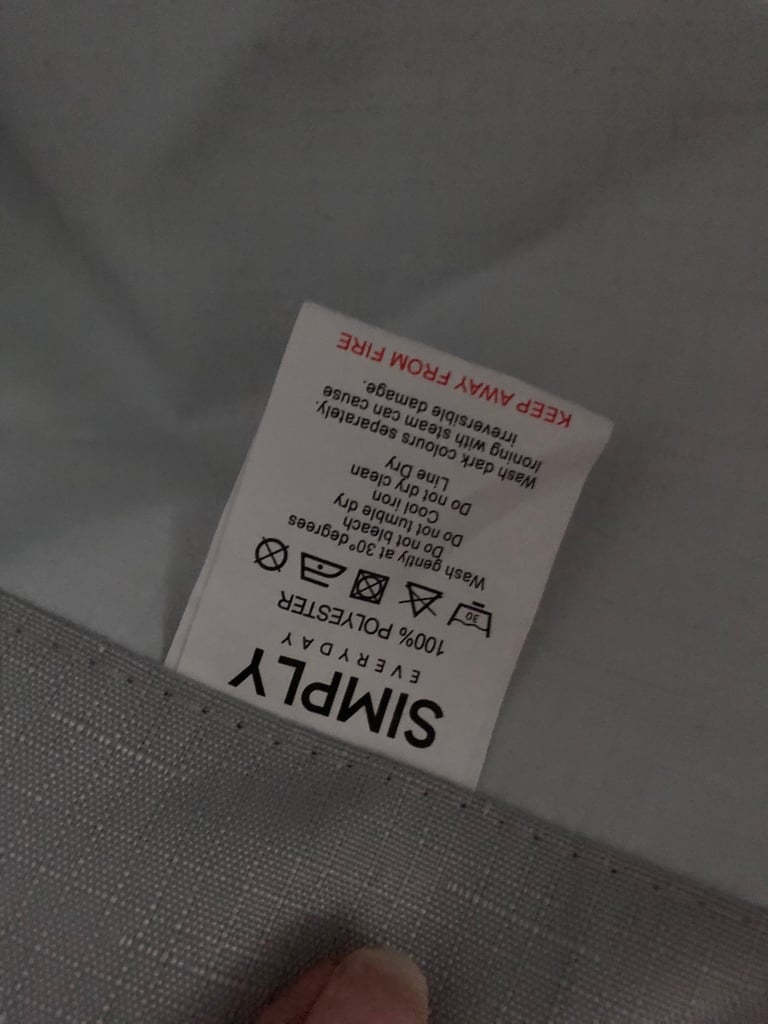 SIMPLY
EVERYDAY
100% POLYESTER
30
Wash gently at 30° degrees
Do not bleach
Do not tumble dry
Cool iron
Do not dry clean
Line Dry
Wash dark colours separately.
Ironing with steam can cause
irreversible damage.
KEEP AWAY FROM FIRE